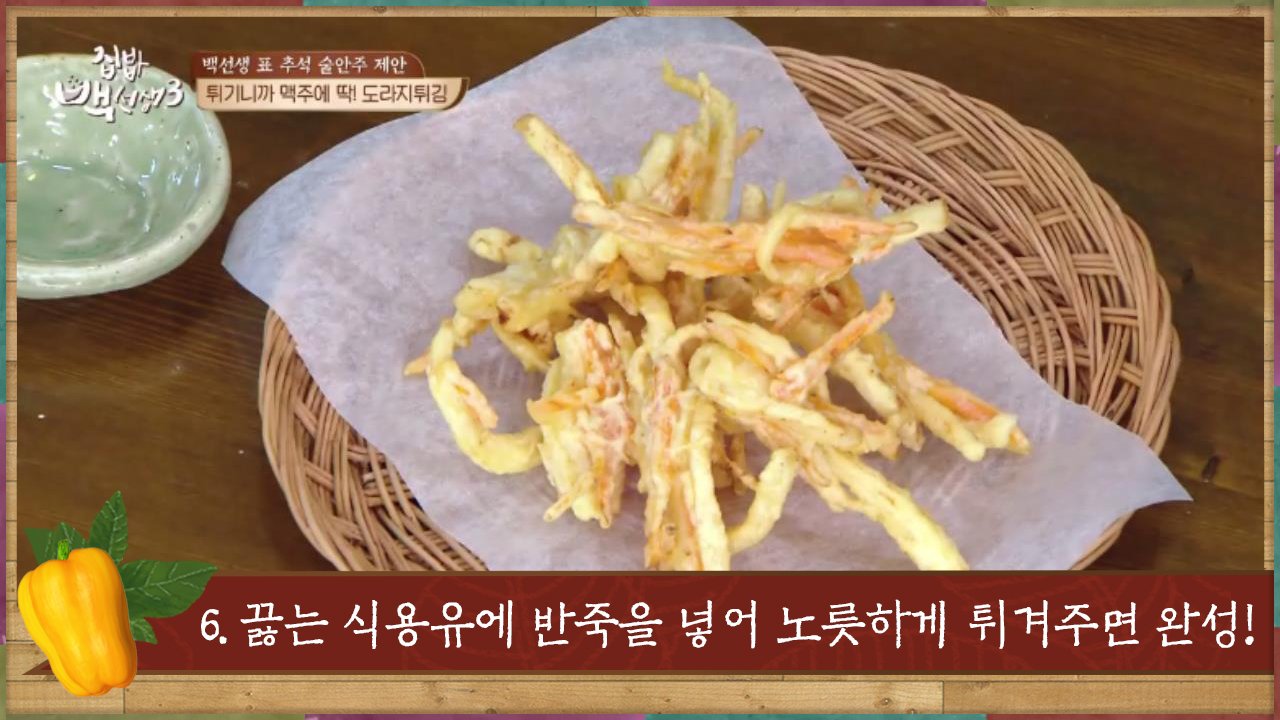 집밥
백선생3
백선생 표 추석 술안주 제안
튀기니까 맥주에 딱! 도라지튀김
6. 끓는 식용유에 반죽을 넣어 노릇하게 튀겨주면 완성!